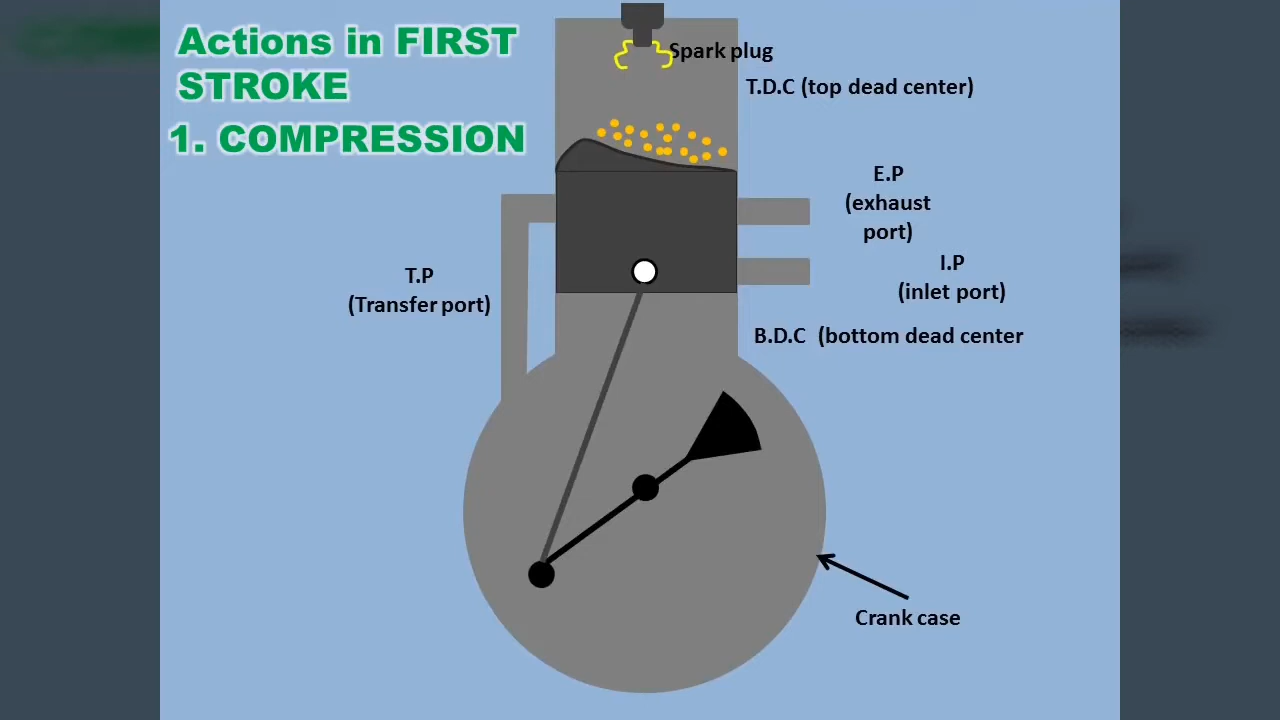 Actions in FIRST
STROKE
1. COMPRESSION
Spark plug
T.D.C (top dead center)
E.P
(exhaust
port)
I.P
(inlet port)
T.P
(Transfer port)
B.D.C  (bottom dead center
Crank case